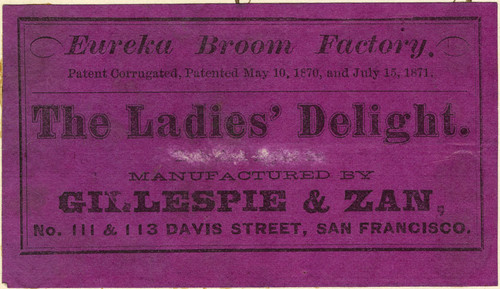 Eureka Broom Factory.
Patent Corrugated, Patented May 10, 1870, and July 15, 1871.
The Ladies' Delight.
MANUFACTURED BY
GILLESPIE & ZAN,
No. 111 & 113 DAVIS STREET, SAN FRANCISCO.